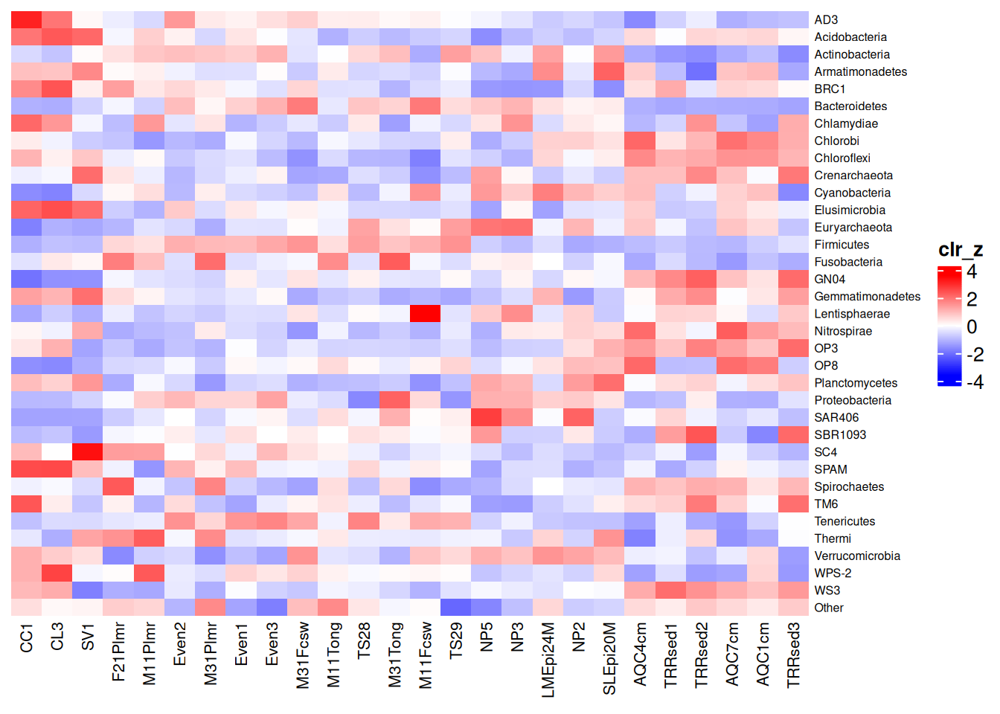 AD3
Acidobacteria
Actinobacteria
Armatimonadetes
BRC1
Bacteroidetes
Chlamydiae
Chlorobi
Chloroflexi
Crenarchaeota
Cyanobacteria
Elusimicrobia
Euryarchaeota
Firmicutes
Fusobacteria
GN04
Gemmatimonadetes
Lentisphaerae
Nitrospirae
OP3
OP8
Planctomycetes
Proteobacteria
SAR406
SBR1093
SC4
SPAM
Spirochaetes
TM6
Tenericutes
Thermi
Verrucomicrobia
WPS-2
WS3
Other
clr_z
4
2
0
-2
-4
CC1
CL3
SV1
F21Plmr
M11Plmr
Even2
M31Plmr
Even1
Even3
M31Fcsw
M11Tong
TS28
M31Tong
M11Fcsw
TS29
NP5
NP3
LMEpi24M
NP2
SLEpi20M
AQC4cm
TRRsed1
TRRsed2
AQC7cm
AQC1cm
TRRsed3